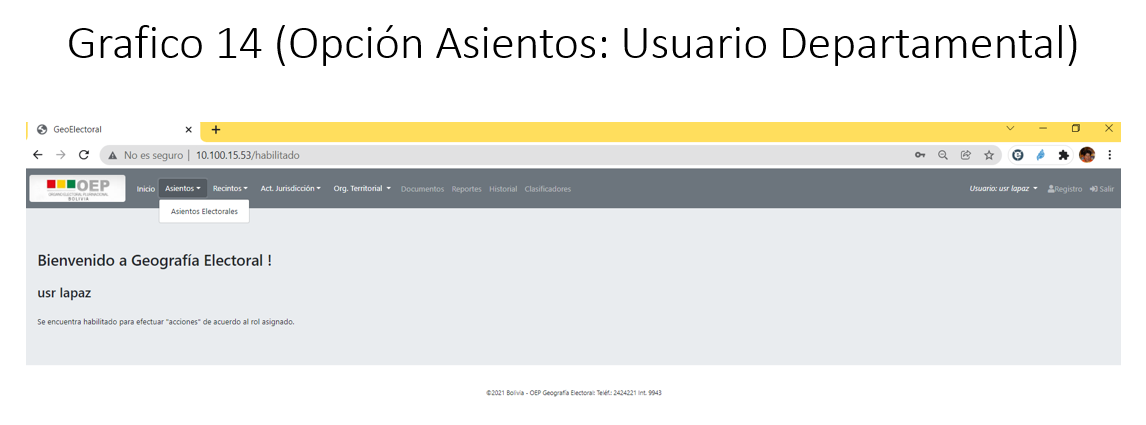 Grafico 14 (Opción Asientos: Usuario Departamental)
GeoElectoral
No es seguro | 10.100.15.53/habilitado
OEP
ÓRGANO ELECTORAL PLURINACIONAL
BOLIVIA
Inicio Asientos Recintos Act. Jurisdicción Org. Territorial Documentos Reportes Historial Clasificadores
Usuario: usr lapaz Registro Salir
Asientos Electorales
Bienvenido a Geografía Electoral !
usr lapaz
Se encuentra habilitado para efectuar "acciones" de acuerdo al rol asignado.
©2021 Bolivia - OEP Geografía Electoral: Teléf.: 2424221 Int. 9943